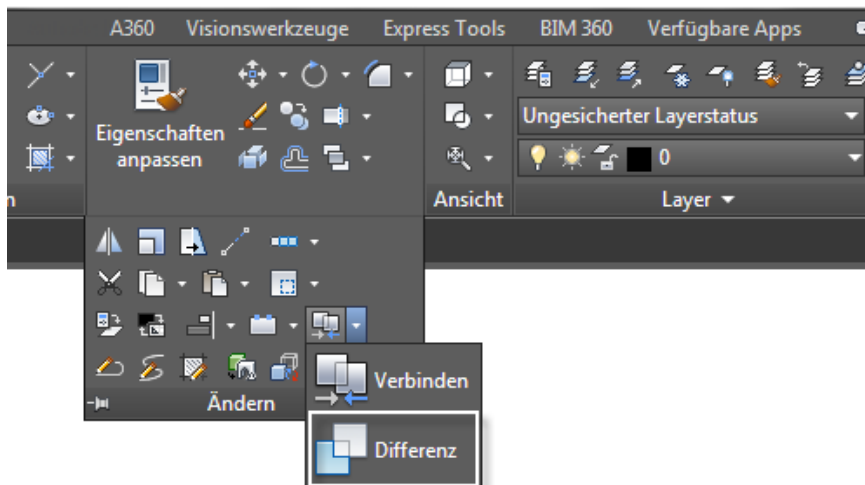 A360 Visionswerkzeuge Express Tools BIM 360 Verfügbare Apps
Eigenschaften
anpassen
Ungesicherter Layerstatus
0
n Ansicht Layer
Ändern
Verbinden
Differenz